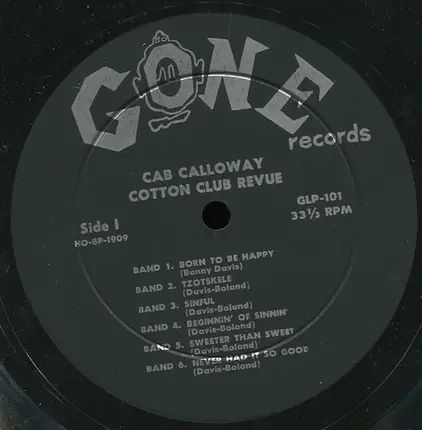 GONE
records
CAB CALLOWAY
COTTON CLUB REVUE
Side 1
HO-8P-1909
GLP-101
33⅓ RPM
BAND 1. BORN TO BE HAPPY
(Benny Davis)
BAND 2. TZOTSKELE
(Davis-Boland)
BAND 3. SINFUL
(Davis-Boland)
BAND 4. BEGINNIN' OF SINNIN'
(Davis-Boland)
BAND 5. SWEETER THAN SWEET
(Davis-Boland)
BAND 6. NEVER HAD IT SO GOOD
(Davis-Boland)